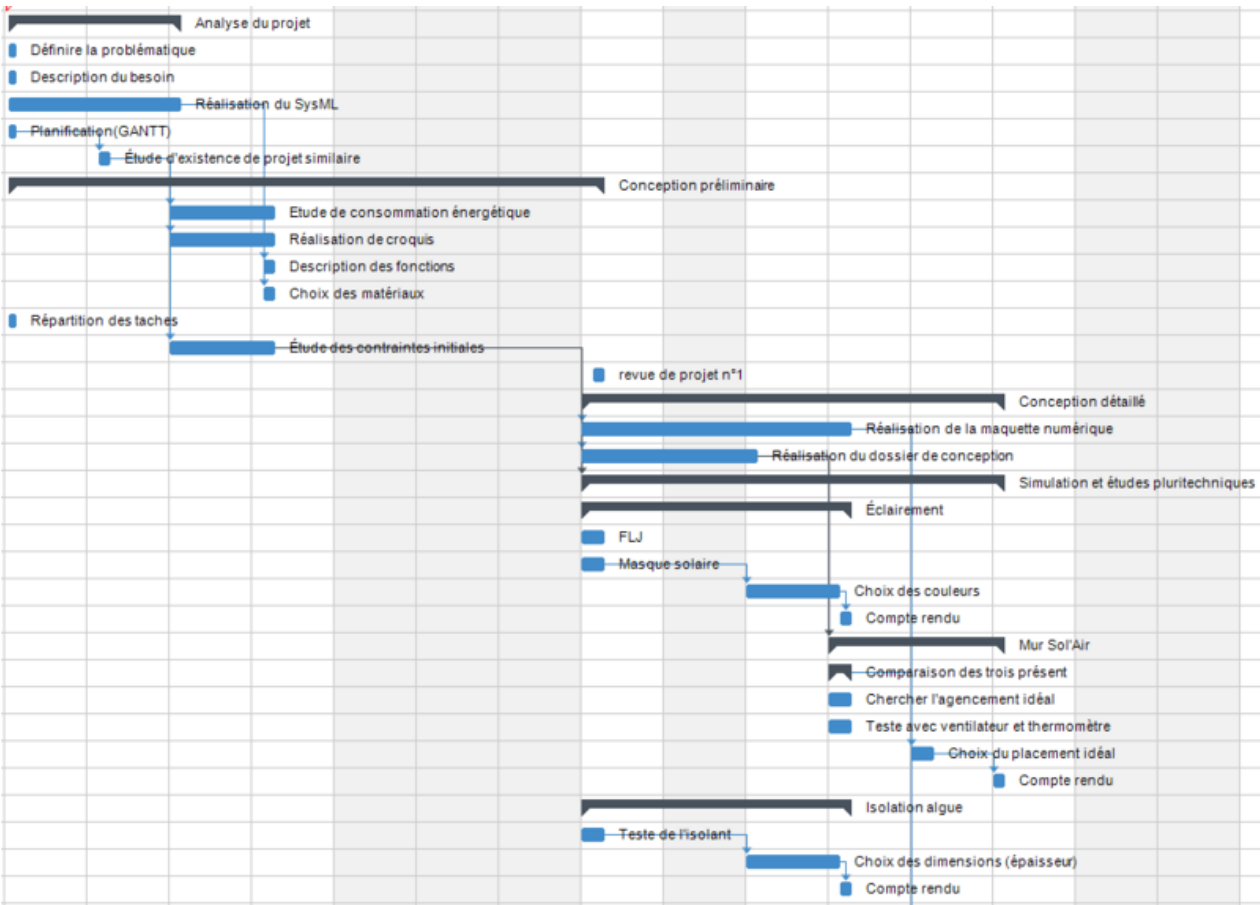 Analyse du projet
Définire la problématique
Description du besoin
Réalisation du SysML
Planification(GANTT)
Étude d'existence de projet similaire
Conception préliminaire
Etude de consommation énergétique
Réalisation de croquis
Description des fonctions
Choix des matériaux
Répartition des taches
Étude des contraintes initiales
revue de projet n°1
Conception détaillé
Réalisation de la maquette numérique
Réalisation du dossier de conception
Simulation et études pluritechniques
Éclairement
FLJ
Masque solaire
Choix des couleurs
Compte rendu
Mur Sol'Air
Comparaison des trois présent
Chercher l'agencement idéal
Teste avec ventilateur et thermomètre
Choix du placement idéal
Compte rendu
Isolation algue
Teste de l'isolant
Choix des dimensions (épaisseur)
Compte rendu